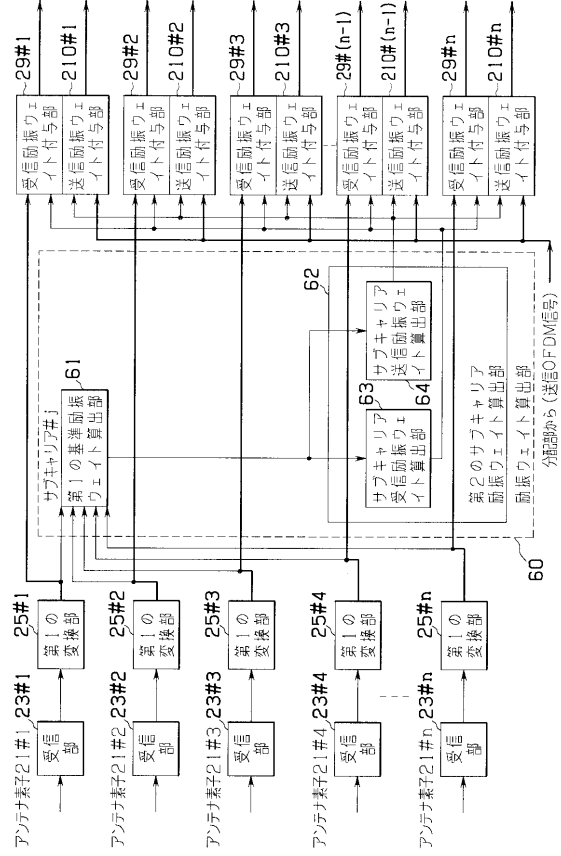 29#1
受信励振ウェ
イト付与部
210#1
送信励振ウェ
イト付与部
29#2
受信励振ウェ
イト付与部
210#2
送信励振ウェ
イト付与部
29#3
受信励振ウェ
イト付与部
210#3
送信励振ウェ
イト付与部
29#(n-1)
受信励振ウェ
イト付与部
210#(n-1)
送信励振ウェ
イト付与部
29#n
受信励振ウェ
イト付与部
210#n
送信励振ウェ
イト付与部
サブキャリア#j
61
第1の基準励振
ウェイト算出部
62
63
サブキャリア
受信励振ウェ
イト算出部
サブキャリア
送信励振ウェ
イト算出部
64
第2のサブキャリア
励振ウェイト算出部
励振ウェイト算出部
60
分配部から(送信OFDM信号)
25#1
第1の
変換部
25#2
第1の
変換部
25#3
第1の
変換部
25#4
第1の
変換部
25#n
第1の
変換部
アンテナ素子21#1
23#1
受信
部
アンテナ素子21#2
23#2
受信
部
アンテナ素子21#3
23#3
受信
部
アンテナ素子21#4
23#4
受信
部
アンテナ素子21#n
23#n
受信
部